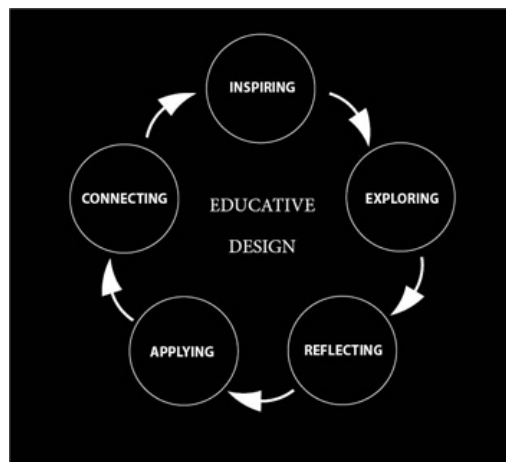 INSPIRING
EXPLORING
REFLECTING
APPLYING
CONNECTING
EDUCATIVE
DESIGN